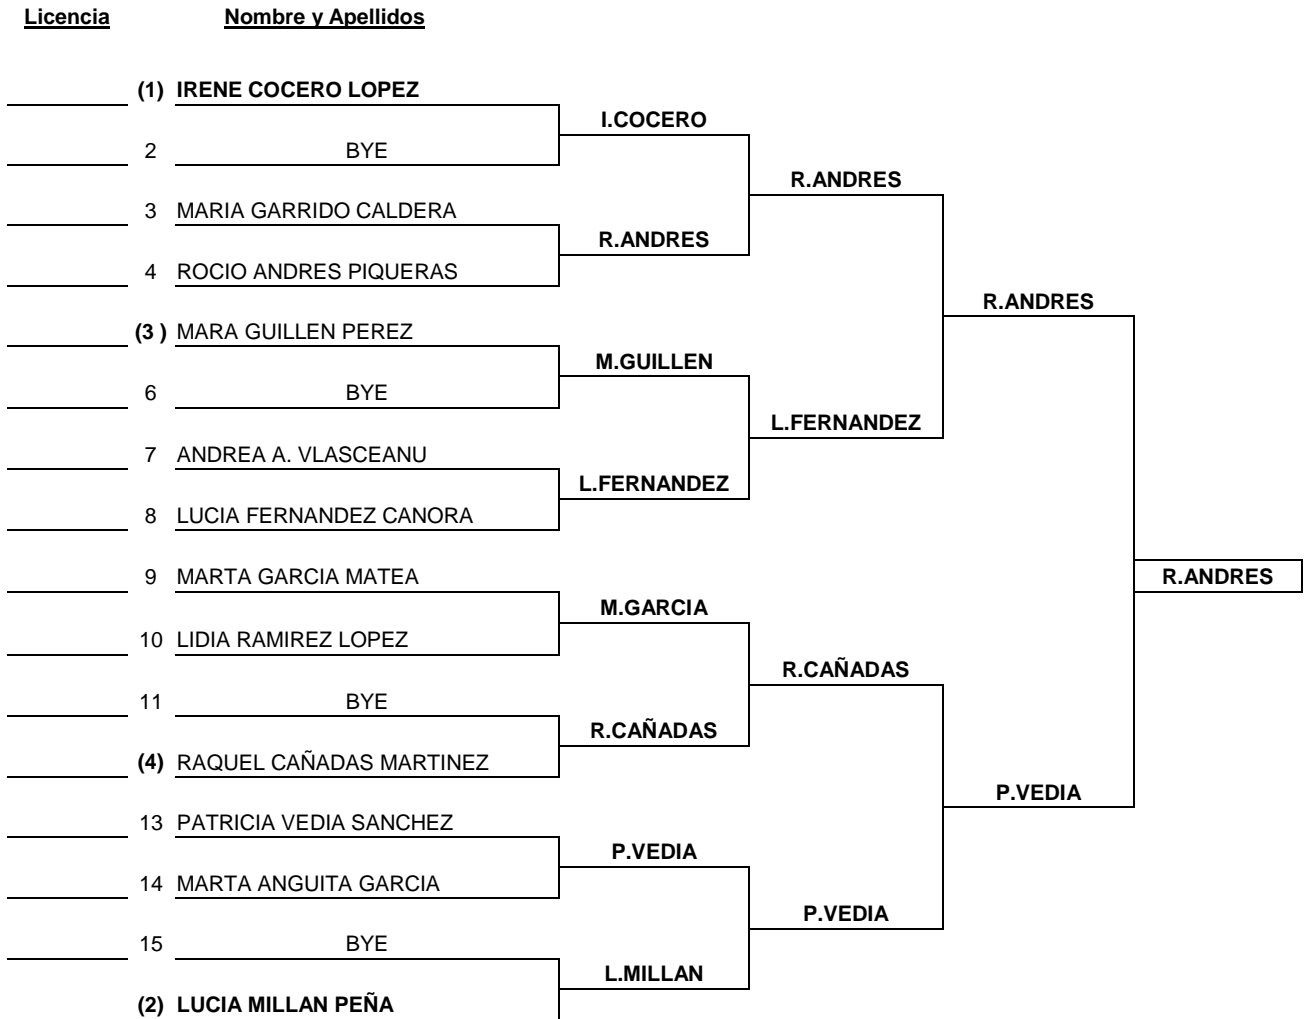 Licencia Nombre y Apellidos
(1) IRENE COCERO LOPEZ
I.COCERO
2 BYE
R.ANDRES
3 MARIA GARRIDO CALDERA
R.ANDRES
4 ROCIO ANDRES PIQUERAS
R.ANDRES
(3 ) MARA GUILLEN PEREZ
M.GUILLEN
6 BYE
L.FERNANDEZ
7 ANDREA A. VLASCEANU
L.FERNANDEZ
8 LUCIA FERNANDEZ CANORA
9 MARTA GARCIA MATEA
R.ANDRES
M.GARCIA
10 LIDIA RAMIREZ LOPEZ
R.CAÑADAS
11 BYE
R.CAÑADAS
(4) RAQUEL CAÑADAS MARTINEZ
P.VEDIA
13 PATRICIA VEDIA SANCHEZ
P.VEDIA
14 MARTA ANGUITA GARCIA
P.VEDIA
15 BYE
L.MILLAN
(2) LUCIA MILLAN PEÑA